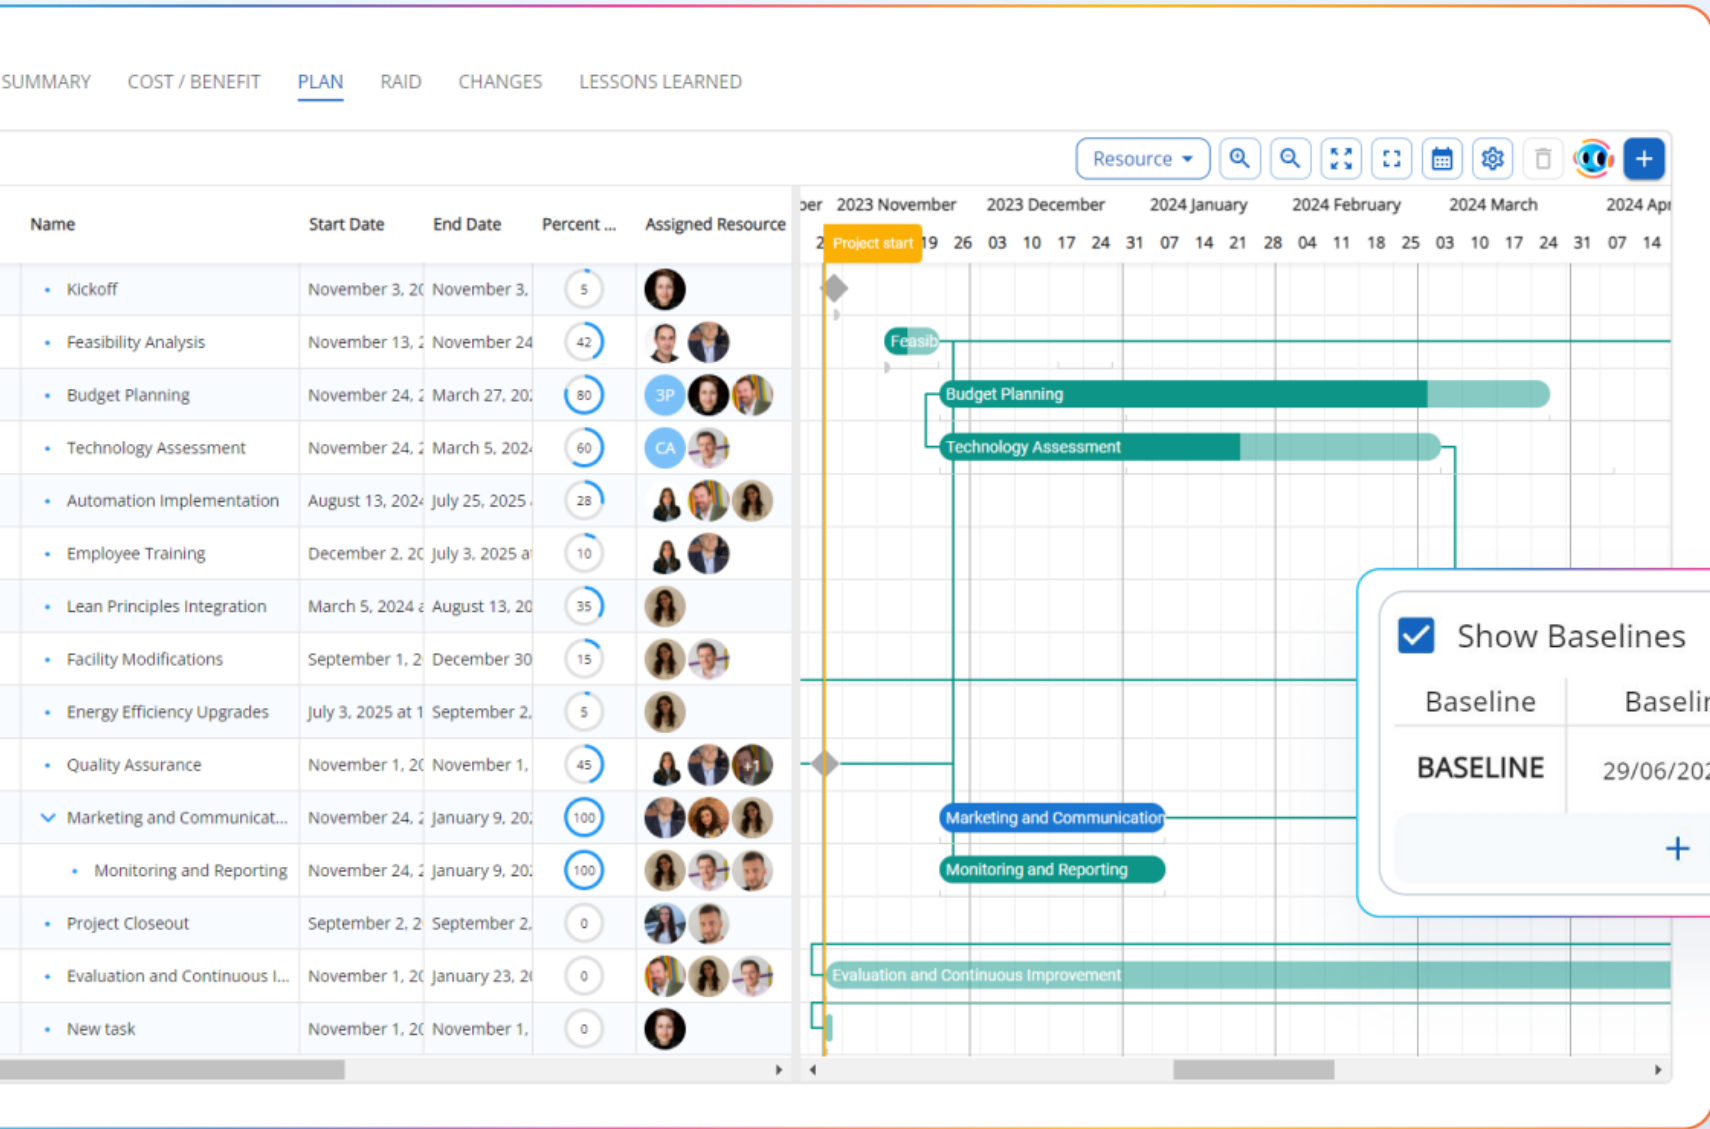 SUMMARY COST / BENEFIT PLAN RAID CHANGES LESSONS LEARNED
Resource
Name Start Date End Date Percent ... Assigned Resource
ber 2023 November 2023 December 2024 January 2024 February 2024 March 2024 Apr
2 Project start 19 26 03 10 17 24 31 07 14 21 28 04 11 18 25 03 10 17 24 31 07 14
Kickoff November 3, 20 November 3, 5
Feasibility Analysis November 13, 2 November 24 42 Feasib
Budget Planning November 24, 2 March 27, 202 80 3P Budget Planning
Technology Assessment November 24, 2 March 5, 2024 60 CA Technology Assessment
Automation Implementation August 13, 2024 July 25, 2025 28
Employee Training December 2, 20 July 3, 2025 at 10
Lean Principles Integration March 5, 2024 a August 13, 20 35
Facility Modifications September 1, 2 December 30 15
Energy Efficiency Upgrades July 3, 2025 at 1 September 2, 5
Quality Assurance November 1, 20 November 1, 45 +1
Marketing and Communicat... November 24, 2 January 9, 202 100 Marketing and Communication
Monitoring and Reporting November 24, 2 January 9, 202 100 Monitoring and Reporting
Project Closeout September 2, 2 September 2, 0
Evaluation and Continuous I... November 1, 20 January 23, 20 0 Evaluation and Continuous Improvement
New task November 1, 20 November 1, 0
Show Baselines
Baseline Baselin
BASELINE 29/06/202